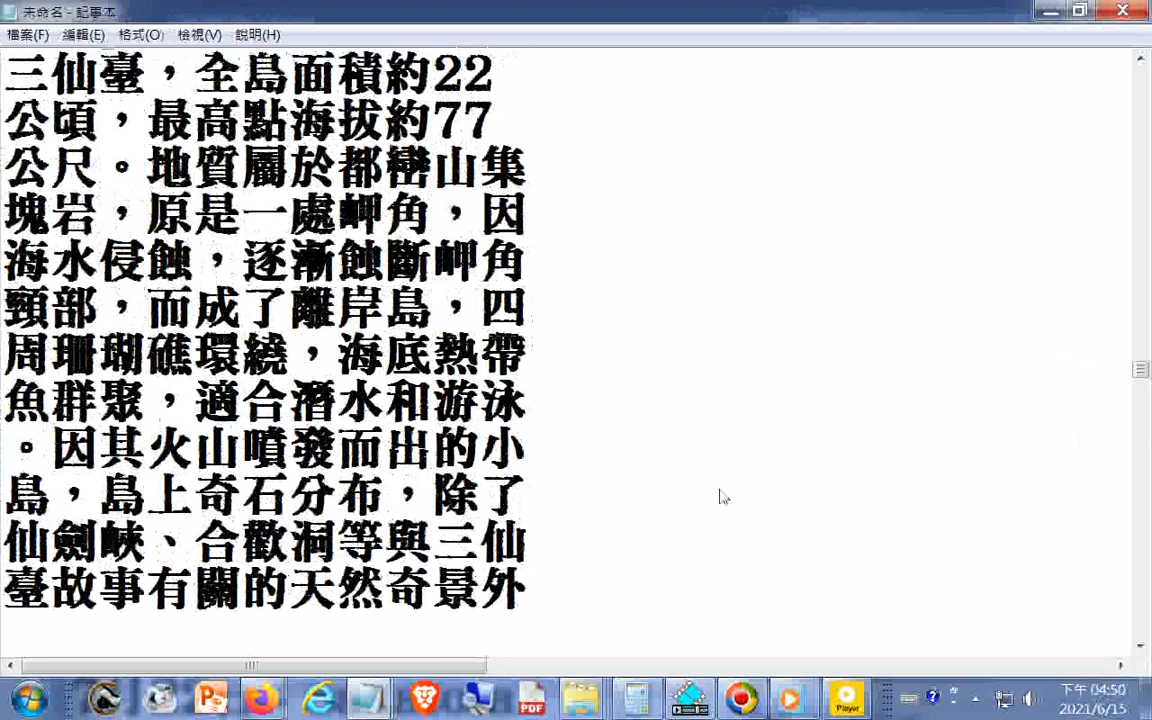 未命名 - 記事本
檔案(F) 編輯(E) 格式(O) 檢視(V) 說明(H)
三仙臺，全島面積約22
公頃，最高點海拔約77
公尺。地質屬於都巒山集
塊岩，原是一處岬角，因
海水侵蝕，逐漸蝕斷岬角
頸部，而成了離岸島，四
周珊瑚礁環繞，海底熱帶
魚群聚，適合潛水和游泳
。因其火山噴發而出的小
島，島上奇石分布，除了
仙劍峽、合歡洞等與三仙
臺故事有關的天然奇景外
PDF
Player
下午 04:50
2021/6/15